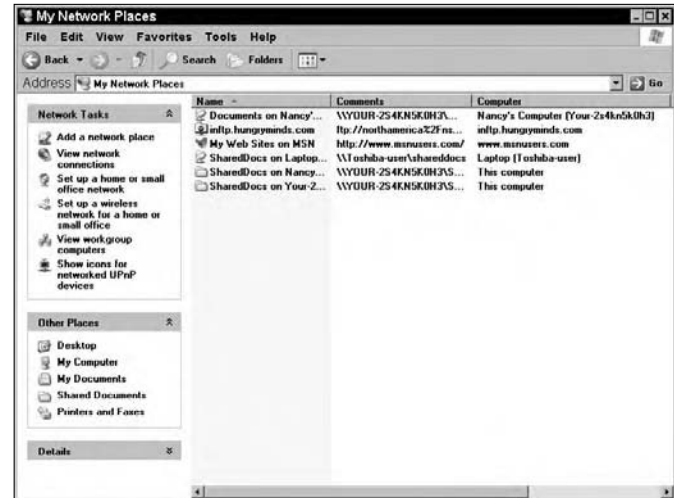 My Network Places
File Edit View Favorites Tools Help
Back Search Folders
Address My Network Places Go
Network Tasks
Add a network place
View network
connections
Set up a home or small
office network
Set up a wireless
network for a home or
small office
View workgroup
computers
Show icons for
networked UPnP
devices
Other Places
Desktop
My Computer
My Documents
Shared Documents
Printers and Faxes
Details
Name Comments Computer
Documents on Nancy'... \\YOUR-2S4KN5K0H3\... Nancy's Computer (Your-2s4kn5k0h3)
inftp.hungryminds.com ftp://northamerica%2Fns... inftp.hungryminds.com
My Web Sites on MSN http://www.msnusers.com/ www.msnusers.com
SharedDocs on Laptop... \\Toshiba-user\shareddocs Laptop (Toshiba-user)
SharedDocs on Nancy... \\YOUR-2S4KN5K0H3\S... This computer
SharedDocs on Your-2... \\YOUR-2S4KN5K0H3\S... This computer